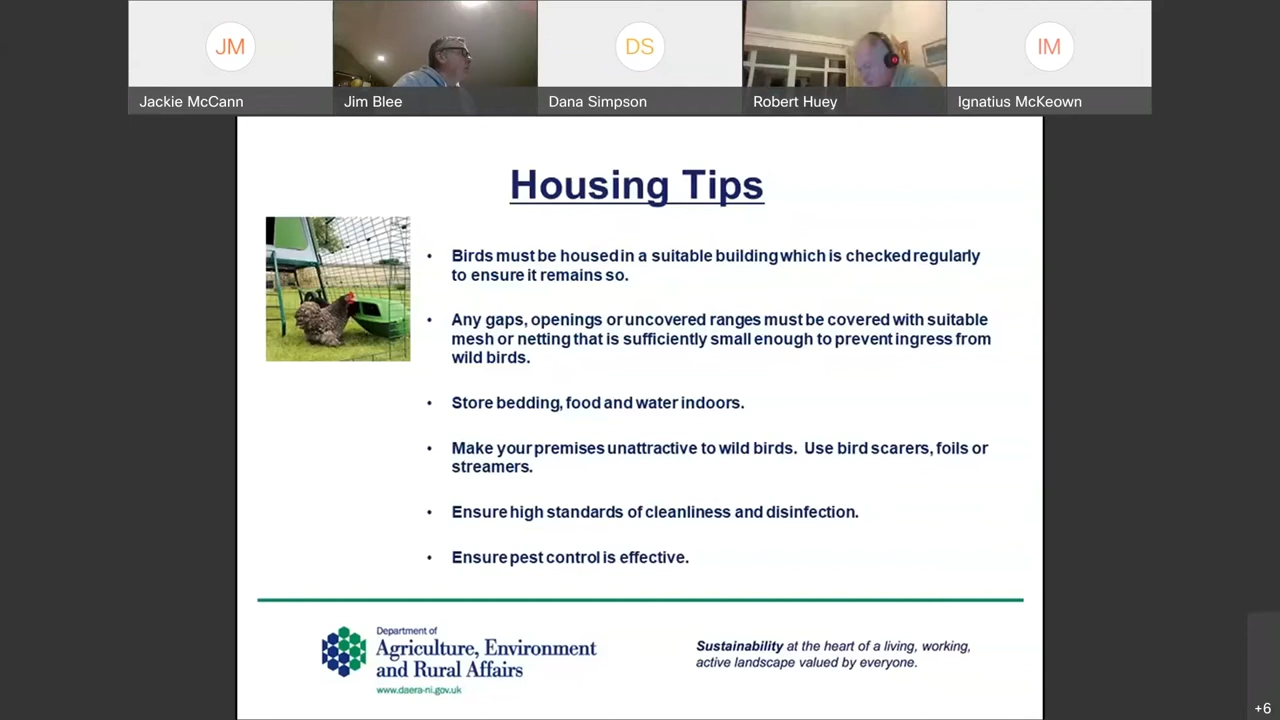 JM
DS
IM
Jackie McCann
Jim Blee
Dana Simpson
Robert Huey
Ignatius McKeown
Housing Tips
• Birds must be housed in a suitable building which is checked regularly
to ensure it remains so.
• Any gaps, openings or uncovered ranges must be covered with suitable
mesh or netting that is sufficiently small enough to prevent ingress from
wild birds.
• Store bedding, food and water indoors.
• Make your premises unattractive to wild birds. Use bird scarers, foils or
streamers.
• Ensure high standards of cleanliness and disinfection.
• Ensure pest control is effective.
Department of
Agriculture, Environment
and Rural Affairs
www.daera-ni.gov.uk
Sustainability at the heart of a living, working,
active landscape valued by everyone.
+6